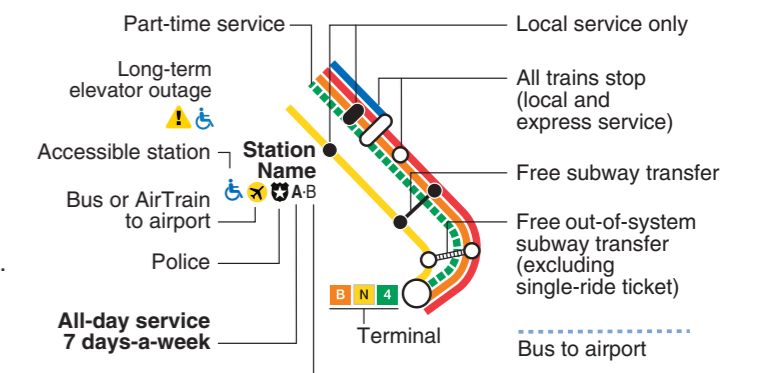 Part-time service
Local service only
Long-term
elevator outage
All trains stop
(local and
express service)
Accessible station
Station
Name
A·B
Free subway transfer
Bus or AirTrain
to airport
Free out-of-system
subway transfer
(excluding
single-ride ticket)
Police
B N 4
Terminal
All-day service
7 days-a-week
Bus to airport
.